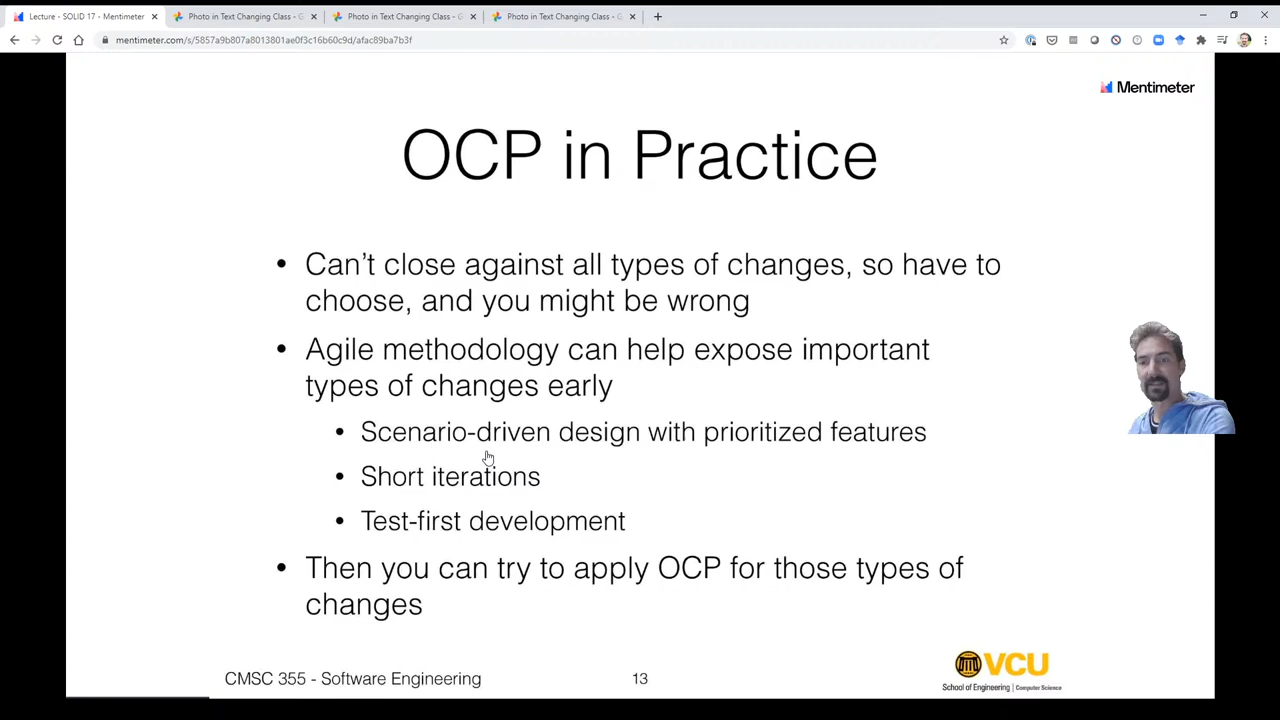 Lecture - SOLID 17 - Mentimeter
Photo in Text Changing Class - G
Photo in Text Changing Class - G
Photo in Text Changing Class - G
mentimeter.com/s/5857a9b807a8013801ae0f3c16b60c9d/afac89ba7b3f
Mentimeter
OCP in Practice
• Can't close against all types of changes, so have to
choose, and you might be wrong
• Agile methodology can help expose important
types of changes early
• Scenario-driven design with prioritized features
• Short iterations
• Test-first development
• Then you can try to apply OCP for those types of
changes
CMSC 355 - Software Engineering
13
VCU
School of Engineering | Computer Science